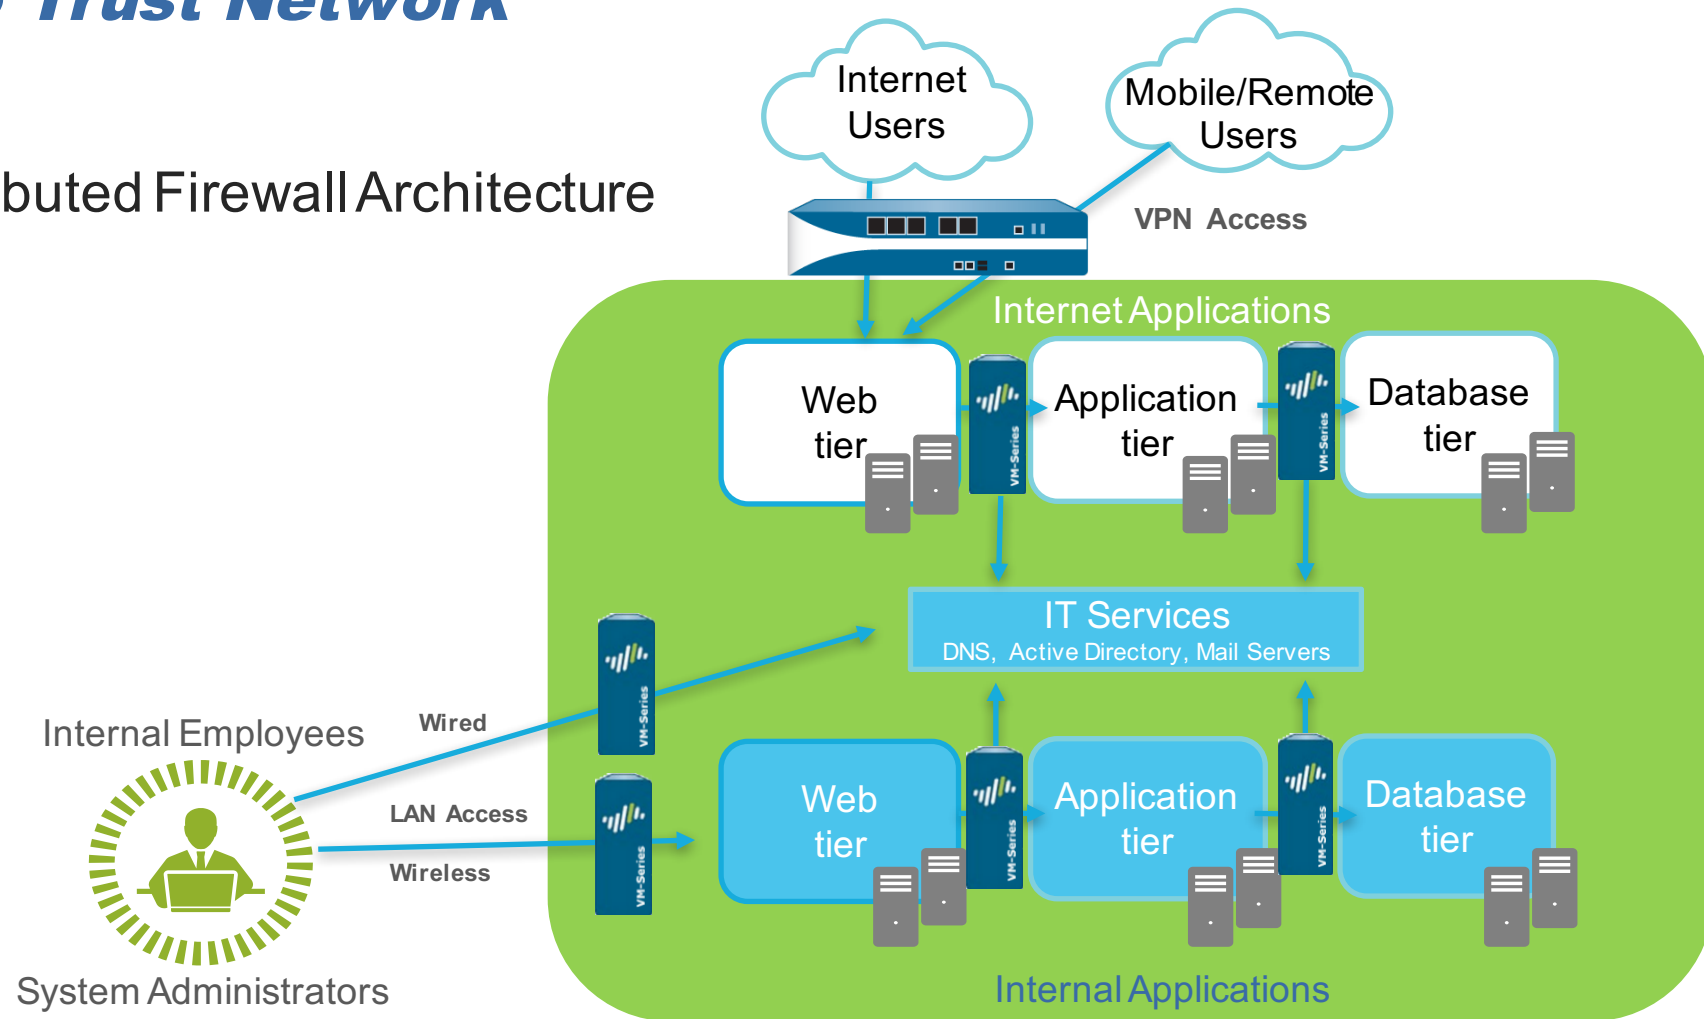 Trust Network
Internet
Users
Mobile/Remote
Users
buted Firewall Architecture
VPN Access
Internet Applications
Web
tier
VM-Series
Application
tier
VM-Series
Database
tier
IT Services
DNS, Active Directory, Mail Servers
VM-Series
Internal Employees
Wired
LAN Access
Wireless
VM-Series
Web
tier
VM-Series
Application
tier
VM-Series
Database
tier
System Administrators
Internal Applications